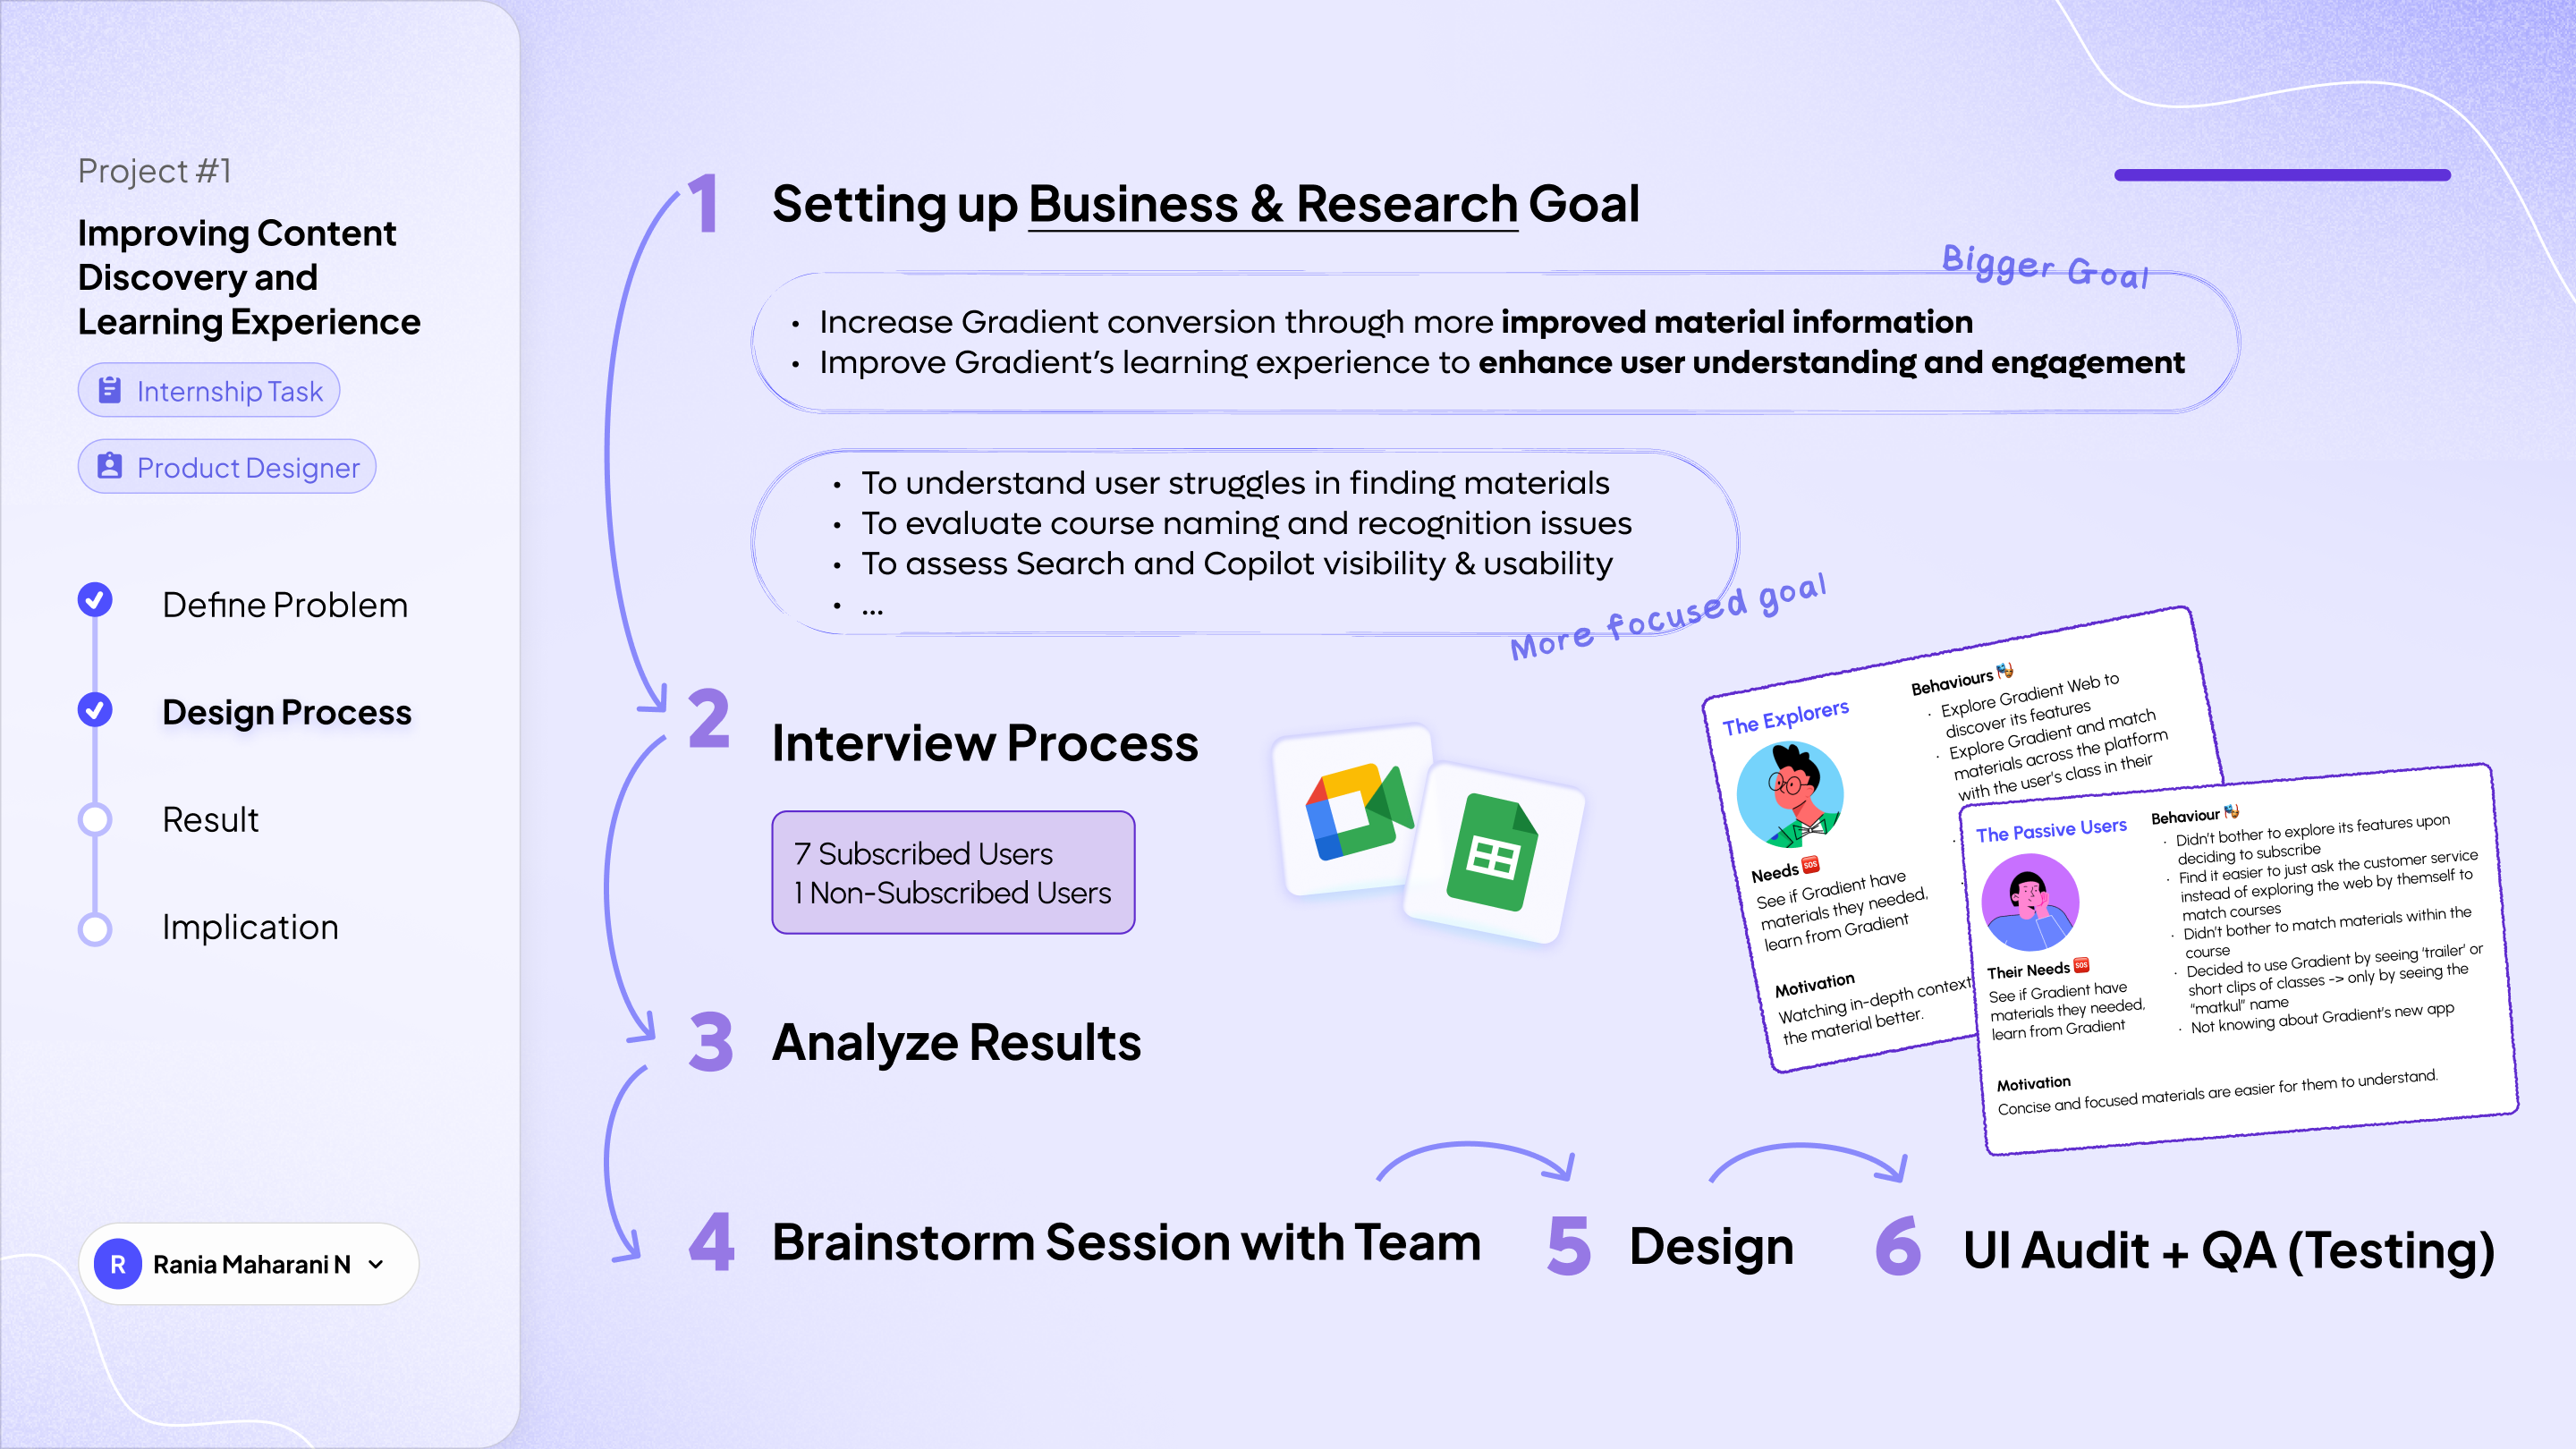 Project #1
Improving Content
Discovery and
Learning Experience
Internship Task
Product Designer
Define Problem
Design Process
Result
Implication
R
Rania Maharani N
1
Setting up Business & Research Goal
Bigger Goal
• Increase Gradient conversion through more improved material information
• Improve Gradient's learning experience to enhance user understanding and engagement
• To understand user struggles in finding materials
• To evaluate course naming and recognition issues
• To assess Search and Copilot visibility & usability
• ...
More focused goal
2
Interview Process
7 Subscribed Users
1 Non-Subscribed Users
The Explorers
Needs 🆘
See if Gradient have
materials they needed,
learn from Gradient
Motivation
Watching in-depth context
the material better.
Behaviours
• Explore Gradient Web to
discover its features
• Explore Gradient and match
materials across the platform
with the user's class in their
The Passive Users
Their Needs 🆘
See if Gradient have
materials they needed,
learn from Gradient
Behaviour
• Didn't bother to explore its features upon
deciding to subscribe
• Find it easier to just ask the customer service
instead of exploring the web by themself to
match courses
• Didn't bother to match materials within the
course
• Decided to use Gradient by seeing 'trailer' or
short clips of classes -> only by seeing the
"matkul" name
• Not knowing about Gradient's new app
Motivation
Concise and focused materials are easier for them to understand.
3
Analyze Results
4
Brainstorm Session with Team
5
Design
6
UI Audit + QA (Testing)